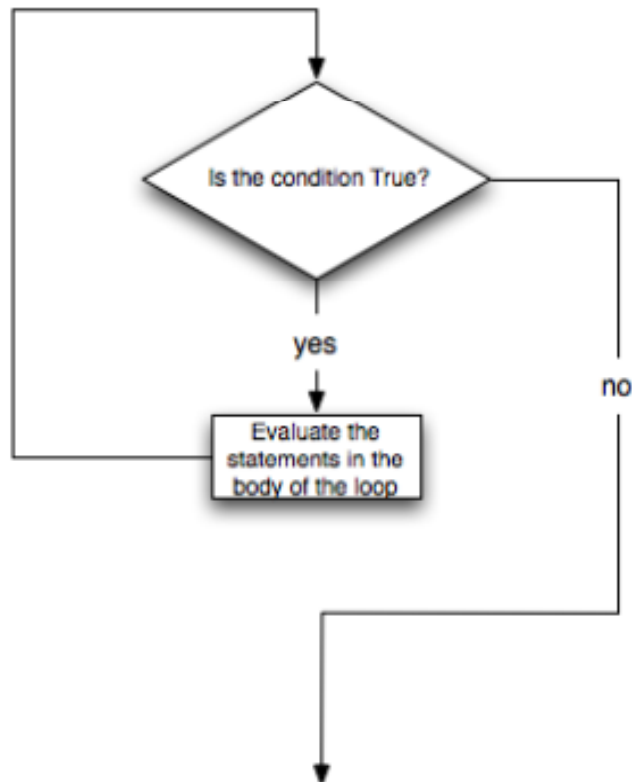 Is the condition True?
yes
no
Evaluate the
statements in the
body of the loop